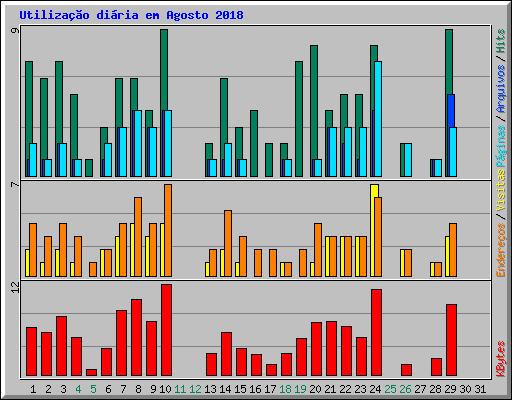 Utilização diária em Agosto 2018
9
7
12
KBytes
Endereços / Visitas
Páginas / Arquivos / Hits
1 2 3 4 5 6 7 8 9 10 11 12 13 14 15 16 17 18 19 20 21 22 23 24 25 26 27 28 29 30 31